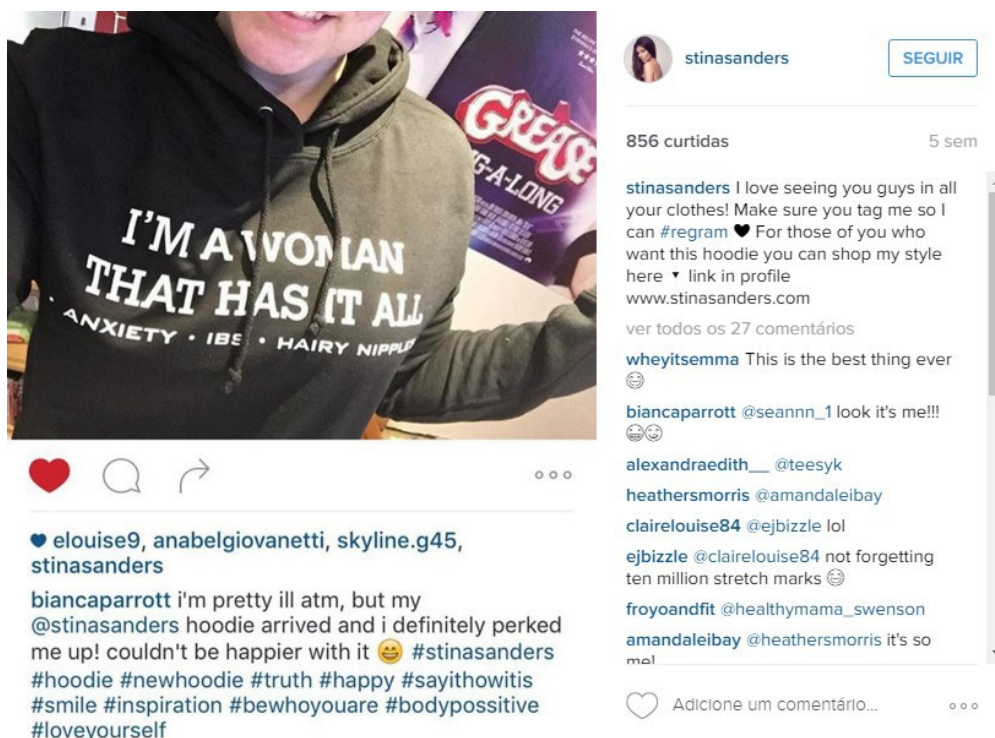 GREASE
G-A-LONG
I'M A WOMAN
THAT HAS IT ALL
ANXIETY • IBS • HAIRY NIPPLE
elouise9, anabelgiovanetti, skyline.g45,
stinasanders
biancaparrott i'm pretty ill atm, but my
@stinasanders hoodie arrived and i definitely perked
me up! couldn't be happier with it 😄 #stinasanders
#hoodie #newhoodie #truth #happy #sayithowitis
#smile #inspiration #bewhoyouare #bodypossitive
#loveyourself
stinasanders
SEGUIR
856 curtidas
5 sem
stinasanders I love seeing you guys in all
your clothes! Make sure you tag me so I
can #regram ♥ For those of you who
want this hoodie you can shop my style
here ▼ link in profile
www.stinasanders.com
ver todos os 27 comentários
wheyitsemma This is the best thing ever
😂
biancaparrott @seannn_1 look it's me!!!
😁😂
alexandraedith__ @teesyk
heathersmorris @amandaleibay
clairelouise84 @ejbizzle lol
ejbizzle @clairelouise84 not forgetting
ten million stretch marks 😂
froyoandfit @healthymama_swenson
amandaleibay @heathersmorris it's so
me!
Adicione um comentário...